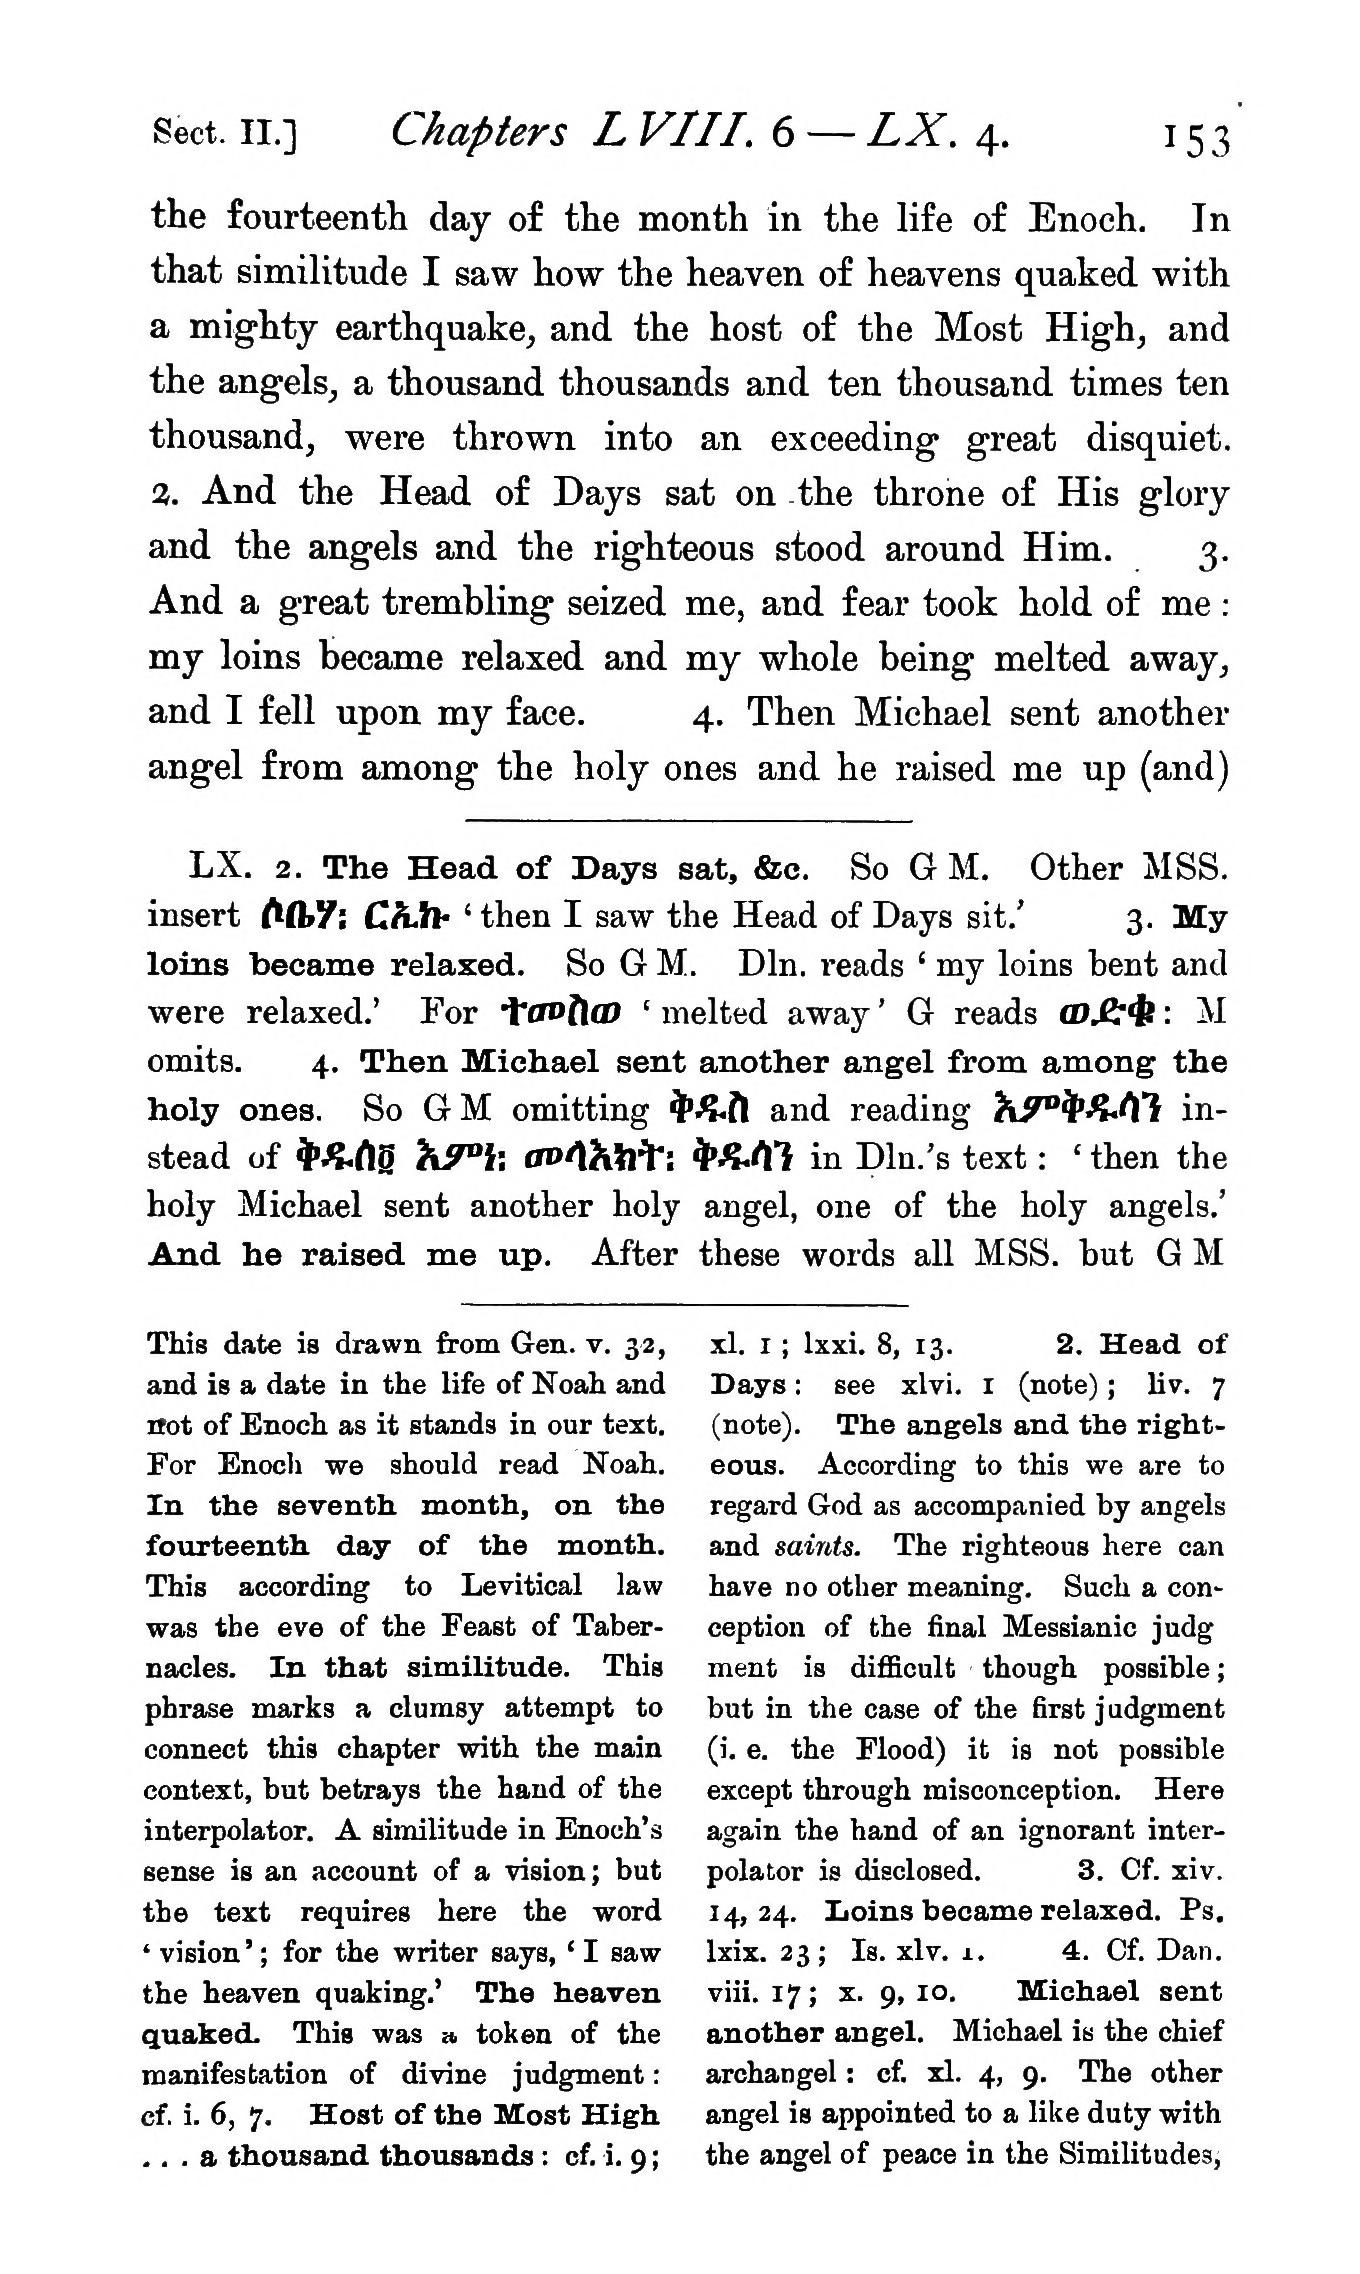 Sect. II.] Chapters LVIII. 6 — LX. 4. 153
the fourteenth day of the month in the life of Enoch. In
that similitude I saw how the heaven of heavens quaked with
a mighty earthquake, and the host of the Most High, and
the angels, a thousand thousands and ten thousand times ten
thousand, were thrown into an exceeding great disquiet.
2. And the Head of Days sat on the throne of His glory
and the angels and the righteous stood around Him. 3.
And a great trembling seized me, and fear took hold of me :
my loins became relaxed and my whole being melted away,
and I fell upon my face. 4. Then Michael sent another
angel from among the holy ones and he raised me up (and)
LX. 2. The Head of Days sat, &c. So G M. Other MSS.
insert ሶቤሃ፡ ርኢኩ ‘ then I saw the Head of Days sit.’ 3. My
loins became relaxed. So G M. Dln. reads ‘ my loins bent and
were relaxed.’ For ተመስወ ‘ melted away ’ G reads ወድቁ : M
omits. 4. Then Michael sent another angel from among the
holy ones. So G M omitting ቅዱስ and reading እምቅዱሳን in-
stead of ቅዱሰ፩ እምነ፡ መላእክት፡ ቅዱሳን in Dln.’s text : ‘ then the
holy Michael sent another holy angel, one of the holy angels.’
And he raised me up. After these words all MSS. but G M
This date is drawn from Gen. v. 32,
and is a date in the life of Noah and
not of Enoch as it stands in our text.
For Enoch we should read Noah.
In the seventh month, on the
fourteenth day of the month.
This according to Levitical law
was the eve of the Feast of Taber-
nacles. In that similitude. This
phrase marks a clumsy attempt to
connect this chapter with the main
context, but betrays the hand of the
interpolator. A similitude in Enoch’s
sense is an account of a vision; but
the text requires here the word
‘ vision’; for the writer says, ‘ I saw
the heaven quaking.’ The heaven
quaked. This was a token of the
manifestation of divine judgment :
cf. i. 6, 7. Host of the Most High
. . . a thousand thousands : cf. i. 9 ;
xl. 1 ; lxxi. 8, 13. 2. Head of
Days : see xlvi. 1 (note) ; liv. 7
(note). The angels and the right-
eous. According to this we are to
regard God as accompanied by angels
and saints. The righteous here can
have no other meaning. Such a con-
ception of the final Messianic judg
ment is difficult though possible ;
but in the case of the first judgment
(i. e. the Flood) it is not possible
except through misconception. Here
again the hand of an ignorant inter-
polator is disclosed. 3. Cf. xiv.
14, 24. Loins became relaxed. Ps.
lxix. 23 ; Is. xlv. 1. 4. Cf. Dan.
viii. 17 ; x. 9, 10. Michael sent
another angel. Michael is the chief
archangel : cf. xl. 4, 9. The other
angel is appointed to a like duty with
the angel of peace in the Similitudes,